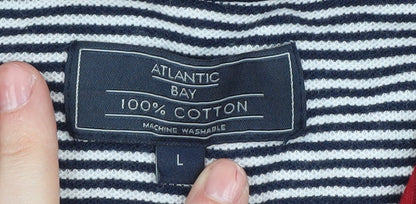 ATLANTIC
BAY
100% COTTON
MACHINE WASHABLE
L